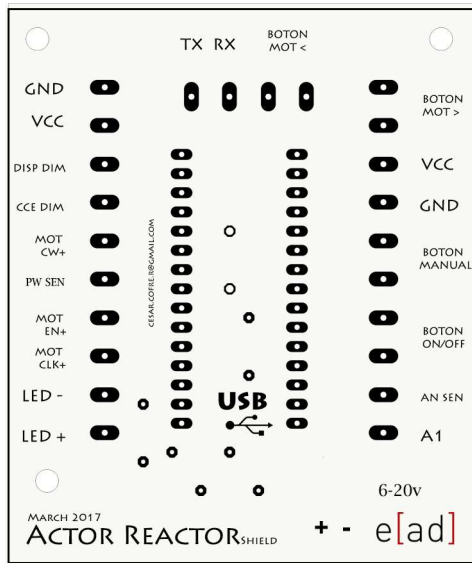 TX RX
BOTON
MOT <
GND
VCC
DISP DIM
CCE DIM
MOT
CW+
PW SEN
MOT
EN+
MOT
CLK+
LED -
LED +
CESAR.COFRE.R@GMAIL.COM
BOTON
MOT >
VCC
GND
BOTON
MANUAL
BOTON
ON/OFF
AN SEN
A1
USB
6-20v
MARCH 2017
ACTOR REACTOR SHIELD
+ -
e[ad]